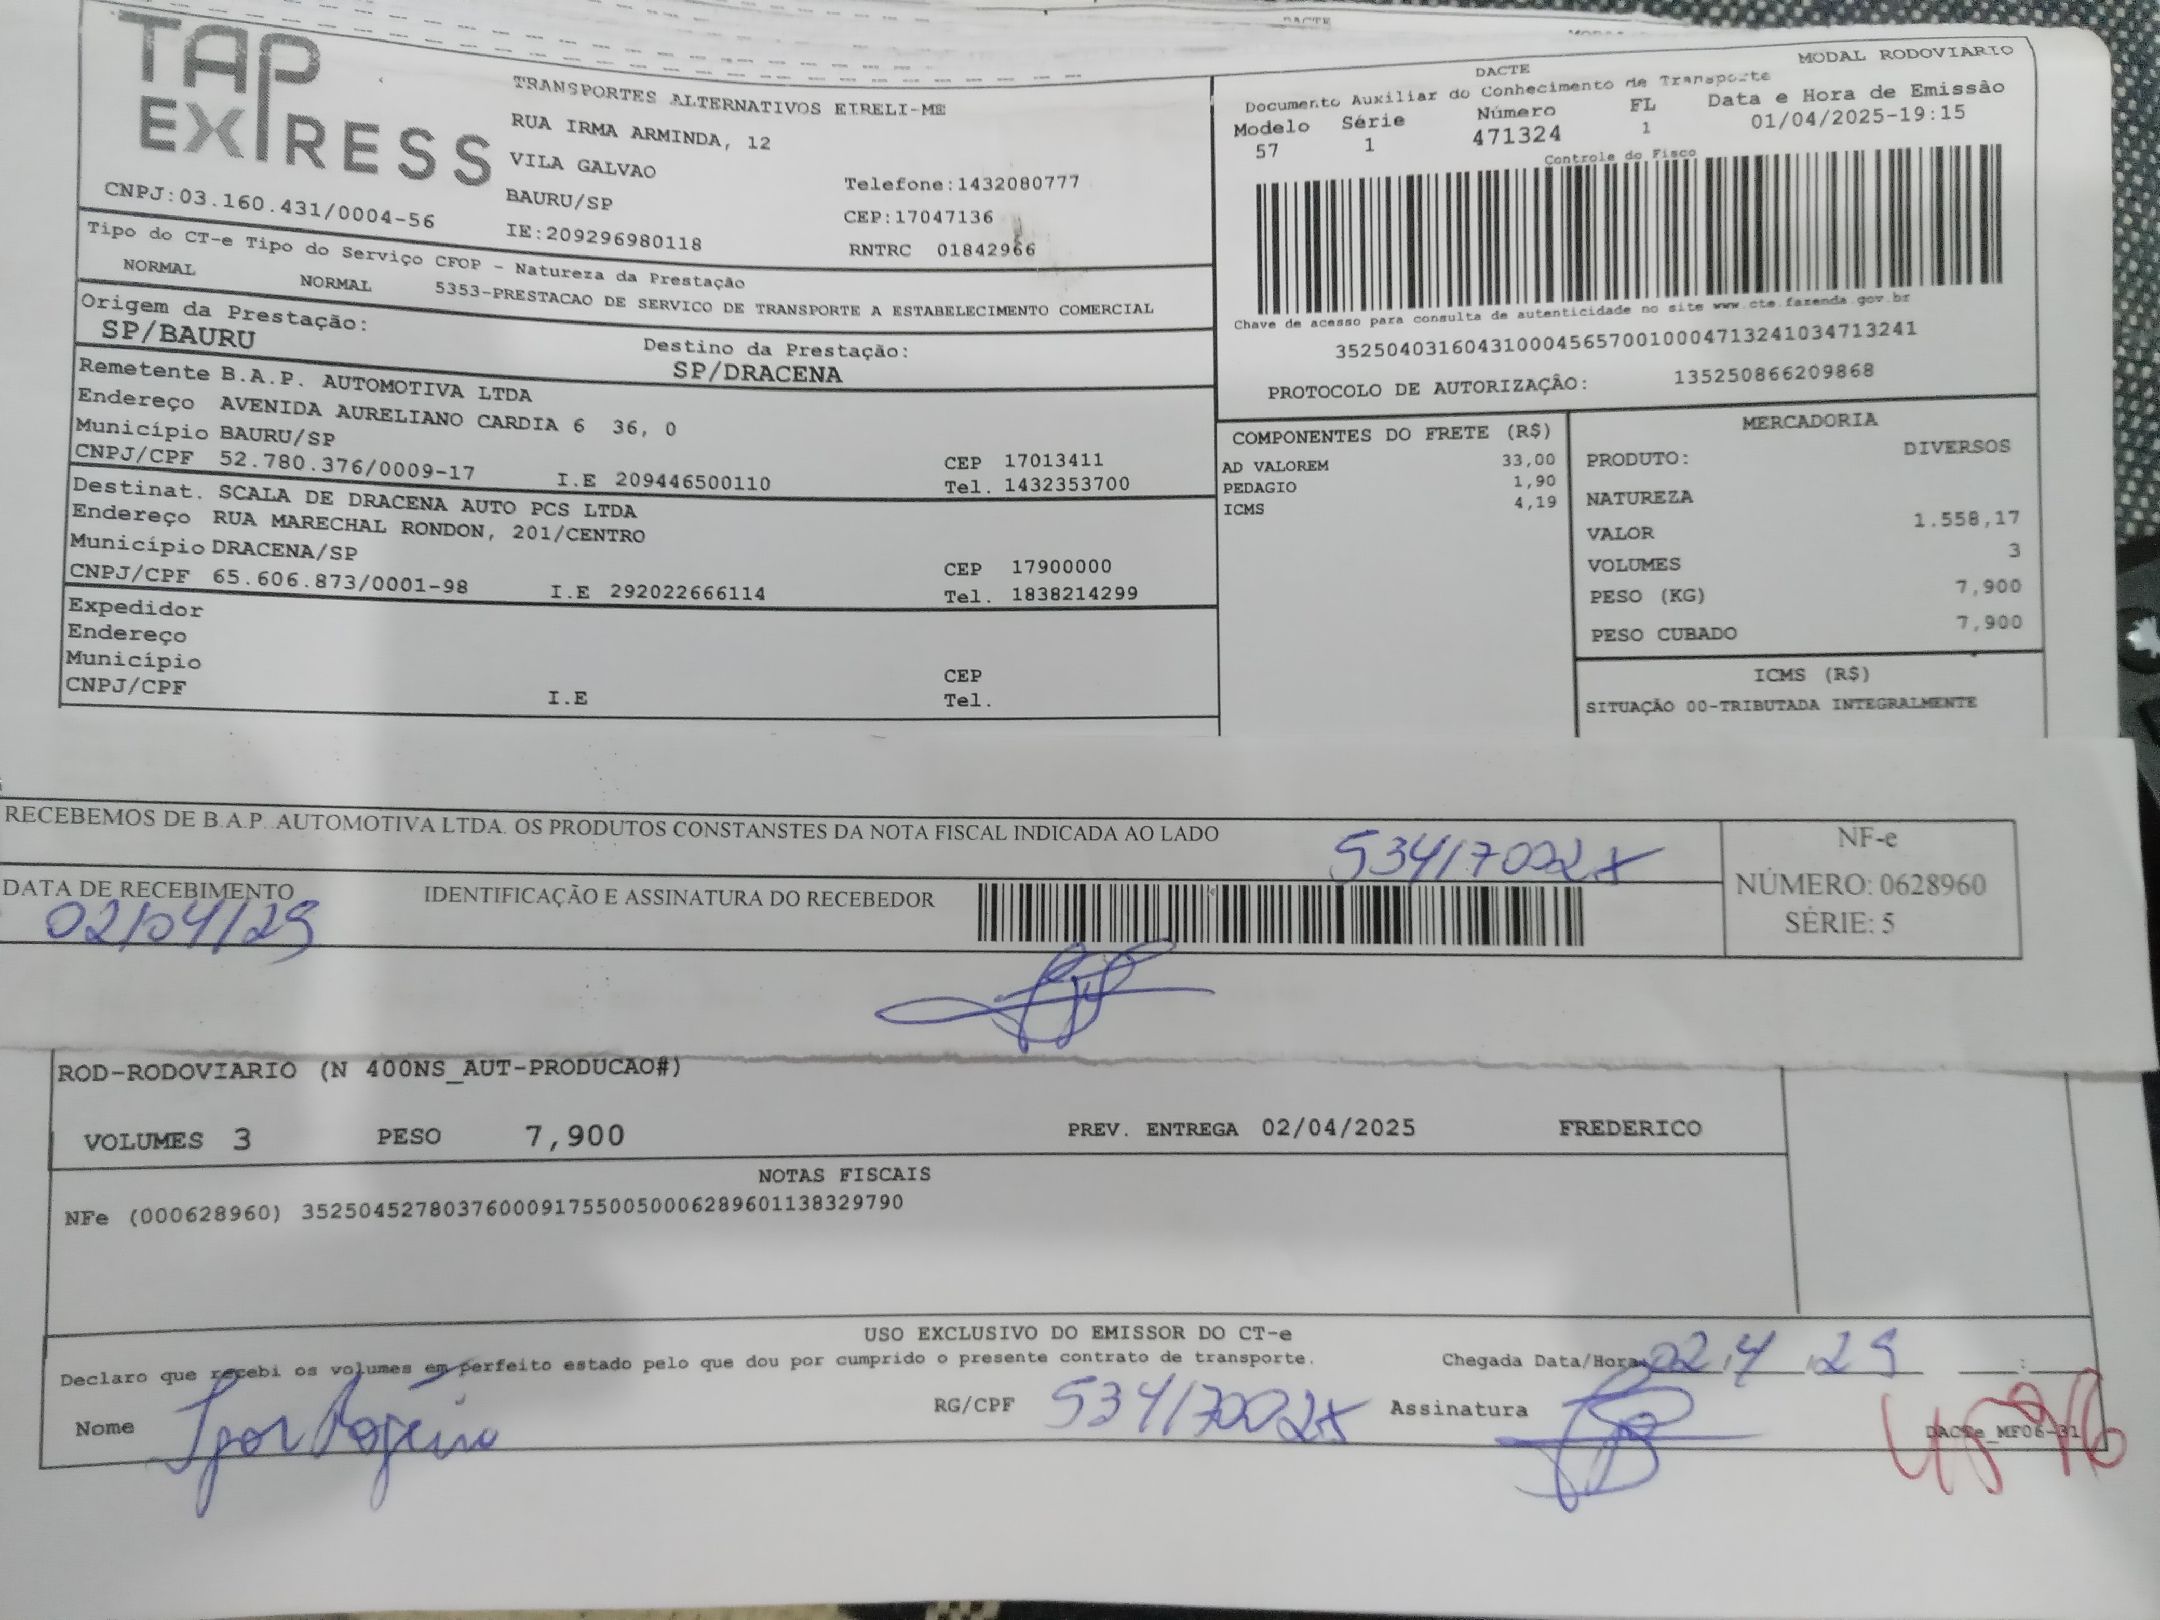 TAP
EXPRESS
CNPJ:03.160.431/0004-56
TRANSPORTES ALTERNATIVOS EIRELI-ME
RUA IRMA ARMINDA, 12
VILA GALVAO
BAURU/SP
IE:209296980118
Telefone:1432080777
CEP:17047136
RNTRC 01842966
DACTE
MODAL RODOVIARIO
Documento Auxiliar do Conhecimento de Transporte
Modelo Série Número FL Data e Hora de Emissão
57 1 471324 1 01/04/2025-19:15
Controle do Fisco
Chave de acesso para consulta de autenticidade no site www.cte.fazenda.gov.br
35250403160431000456570010004713241034713241
PROTOCOLO DE AUTORIZAÇÃO: 135250866209868
Tipo do CT-e Tipo do Serviço CFOP - Natureza da Prestação
NORMAL NORMAL 5353-PRESTACAO DE SERVICO DE TRANSPORTE A ESTABELECIMENTO COMERCIAL
Origem da Prestação: Destino da Prestação:
SP/BAURU SP/DRACENA
Remetente B.A.P. AUTOMOTIVA LTDA
Endereço AVENIDA AURELIANO CARDIA 6 36, 0
Município BAURU/SP CEP 17013411
CNPJ/CPF 52.780.376/0009-17 I.E 209446500110 Tel. 1432353700
Destinat. SCALA DE DRACENA AUTO PCS LTDA
Endereço RUA MARECHAL RONDON, 201/CENTRO
Município DRACENA/SP CEP 17900000
CNPJ/CPF 65.606.873/0001-98 I.E 292022666114 Tel. 1838214299
Expedidor
Endereço
Município CEP
CNPJ/CPF I.E Tel.
COMPONENTES DO FRETE (R$)
AD VALOREM 33,00
PEDAGIO 1,90
ICMS 4,19
MERCADORIA
PRODUTO: DIVERSOS
NATUREZA
VALOR 1.558,17
VOLUMES 3
PESO (KG) 7,900
PESO CUBADO 7,900
ICMS (R$)
SITUAÇÃO 00-TRIBUTADA INTEGRALMENTE
RECEBEMOS DE B.A.P. AUTOMOTIVA LTDA. OS PRODUTOS CONSTANSTES DA NOTA FISCAL INDICADA AO LADO
53417002X
DATA DE RECEBIMENTO IDENTIFICAÇÃO E ASSINATURA DO RECEBEDOR
02/04/25
NF-e
NÚMERO: 0628960
SÉRIE: 5
ROD-RODOVIARIO (N 400NS_AUT-PRODUCAO#)
VOLUMES 3 PESO 7,900 PREV. ENTREGA 02/04/2025 FREDERICO
NOTAS FISCAIS
NFe (000628960) 35250452780376000917550050006289601138329790
USO EXCLUSIVO DO EMISSOR DO CT-e
Declaro que recebi os volumes em perfeito estado pelo que dou por cumprido o presente contrato de transporte. Chegada Data/Hora 02 4 25
Nome Igor Rogério RG/CPF 53417002X Assinatura
DACTe_MF06-31